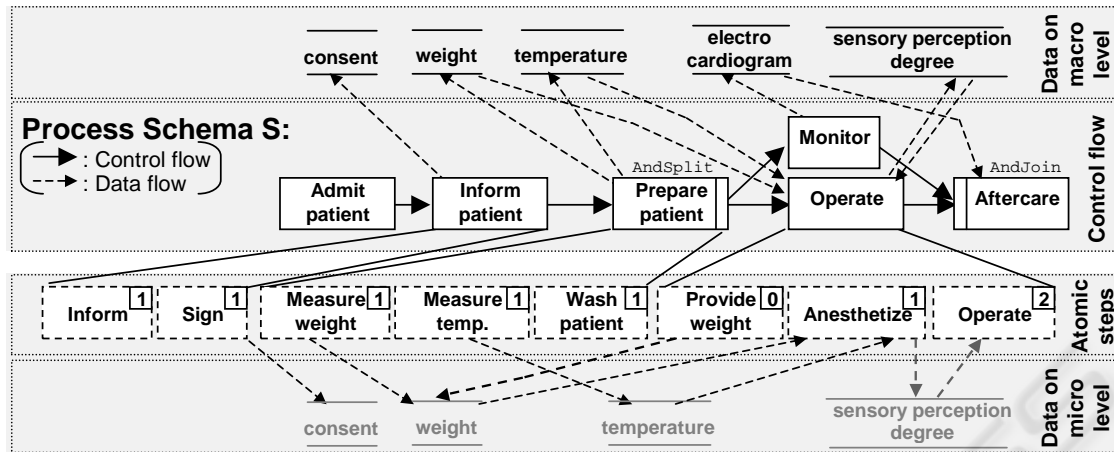 consent
weight
temperature
electro
cardiogram
sensory perception
degree
Data on
macro
level
Process Schema S:
: Control flow
: Data flow
Monitor
AndSplit
AndJoin
Admit
patient
Inform
patient
Prepare
patient
Operate
Aftercare
Control flow
Inform
1
Sign
1
Measure
weight
1
Measure
temp.
1
Wash
patient
1
Provide
weight
0
Anesthetize
1
Operate
2
Atomic
steps
consent
weight
temperature
sensory perception
degree
Data on
micro
level